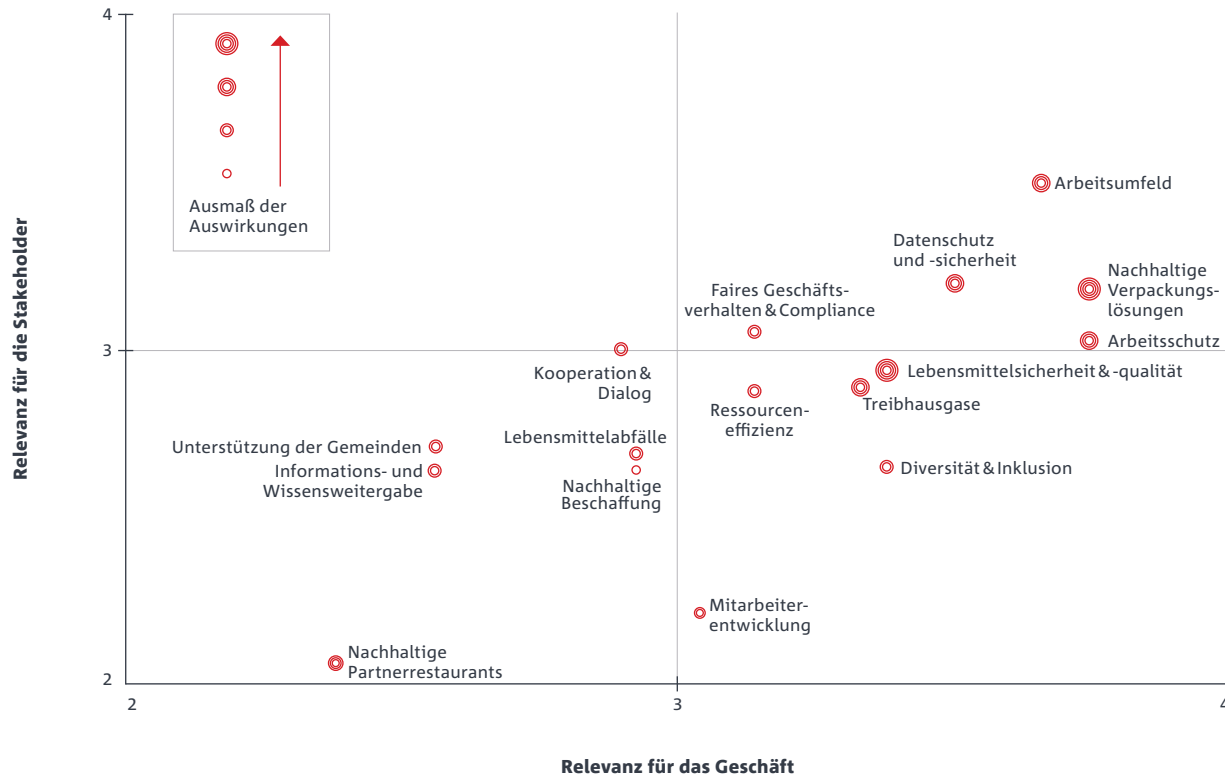 4
Ausmaß der
Auswirkungen
Arbeitsumfeld
Datenschutz
und -sicherheit
Nachhaltige
Verpackungs-
lösungen
Faires Geschäfts-
verhalten & Compliance
Arbeitsschutz
3
Kooperation &
Dialog
Lebensmittelsicherheit & -qualität
Treibhausgase
Ressourcen-
effizienz
Unterstützung der Gemeinden
Lebensmittelabfälle
Informations- und
Wissensweitergabe
Nachhaltige
Beschaffung
Diversität & Inklusion
Mitarbeiter-
entwicklung
Nachhaltige
Partnerrestaurants
2
2
3
4
Relevanz für die Stakeholder
Relevanz für das Geschäft